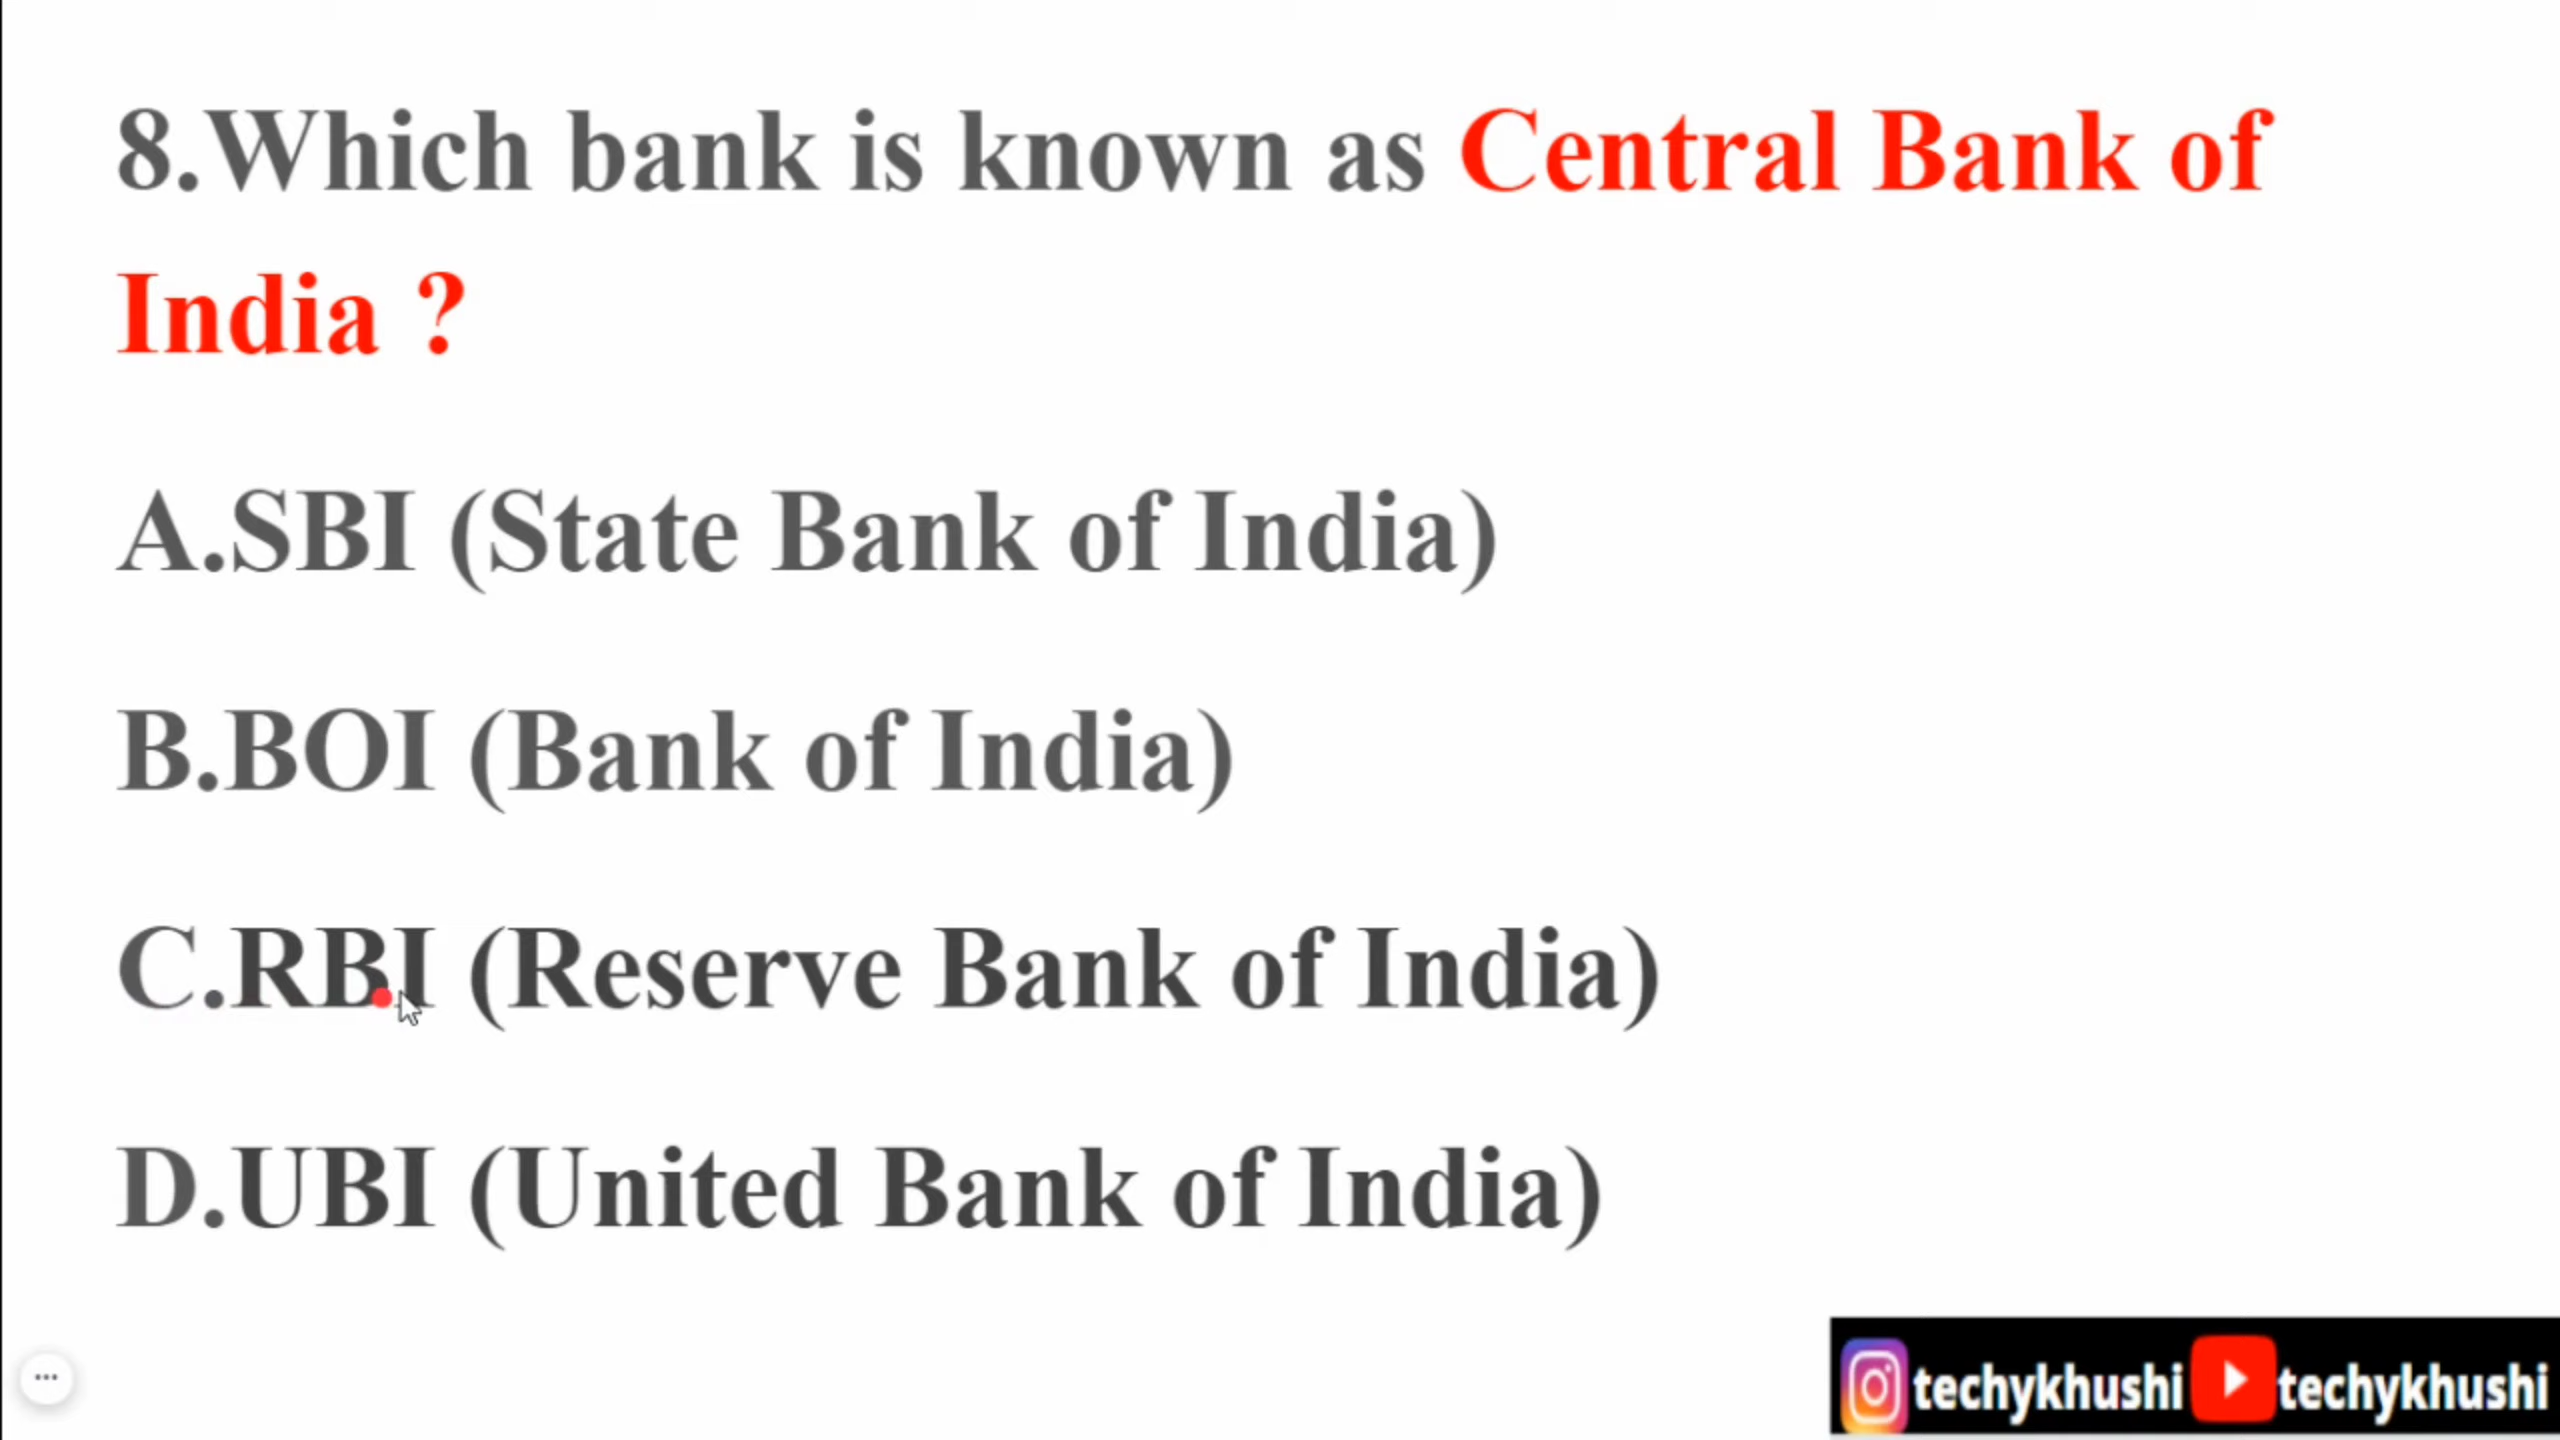 8.Which bank is known as Central Bank of
India ?
A.SBI (State Bank of India)
B.BOI (Bank of India)
C.RBI (Reserve Bank of India)
D.UBI (United Bank of India)
techykhushi techykhushi